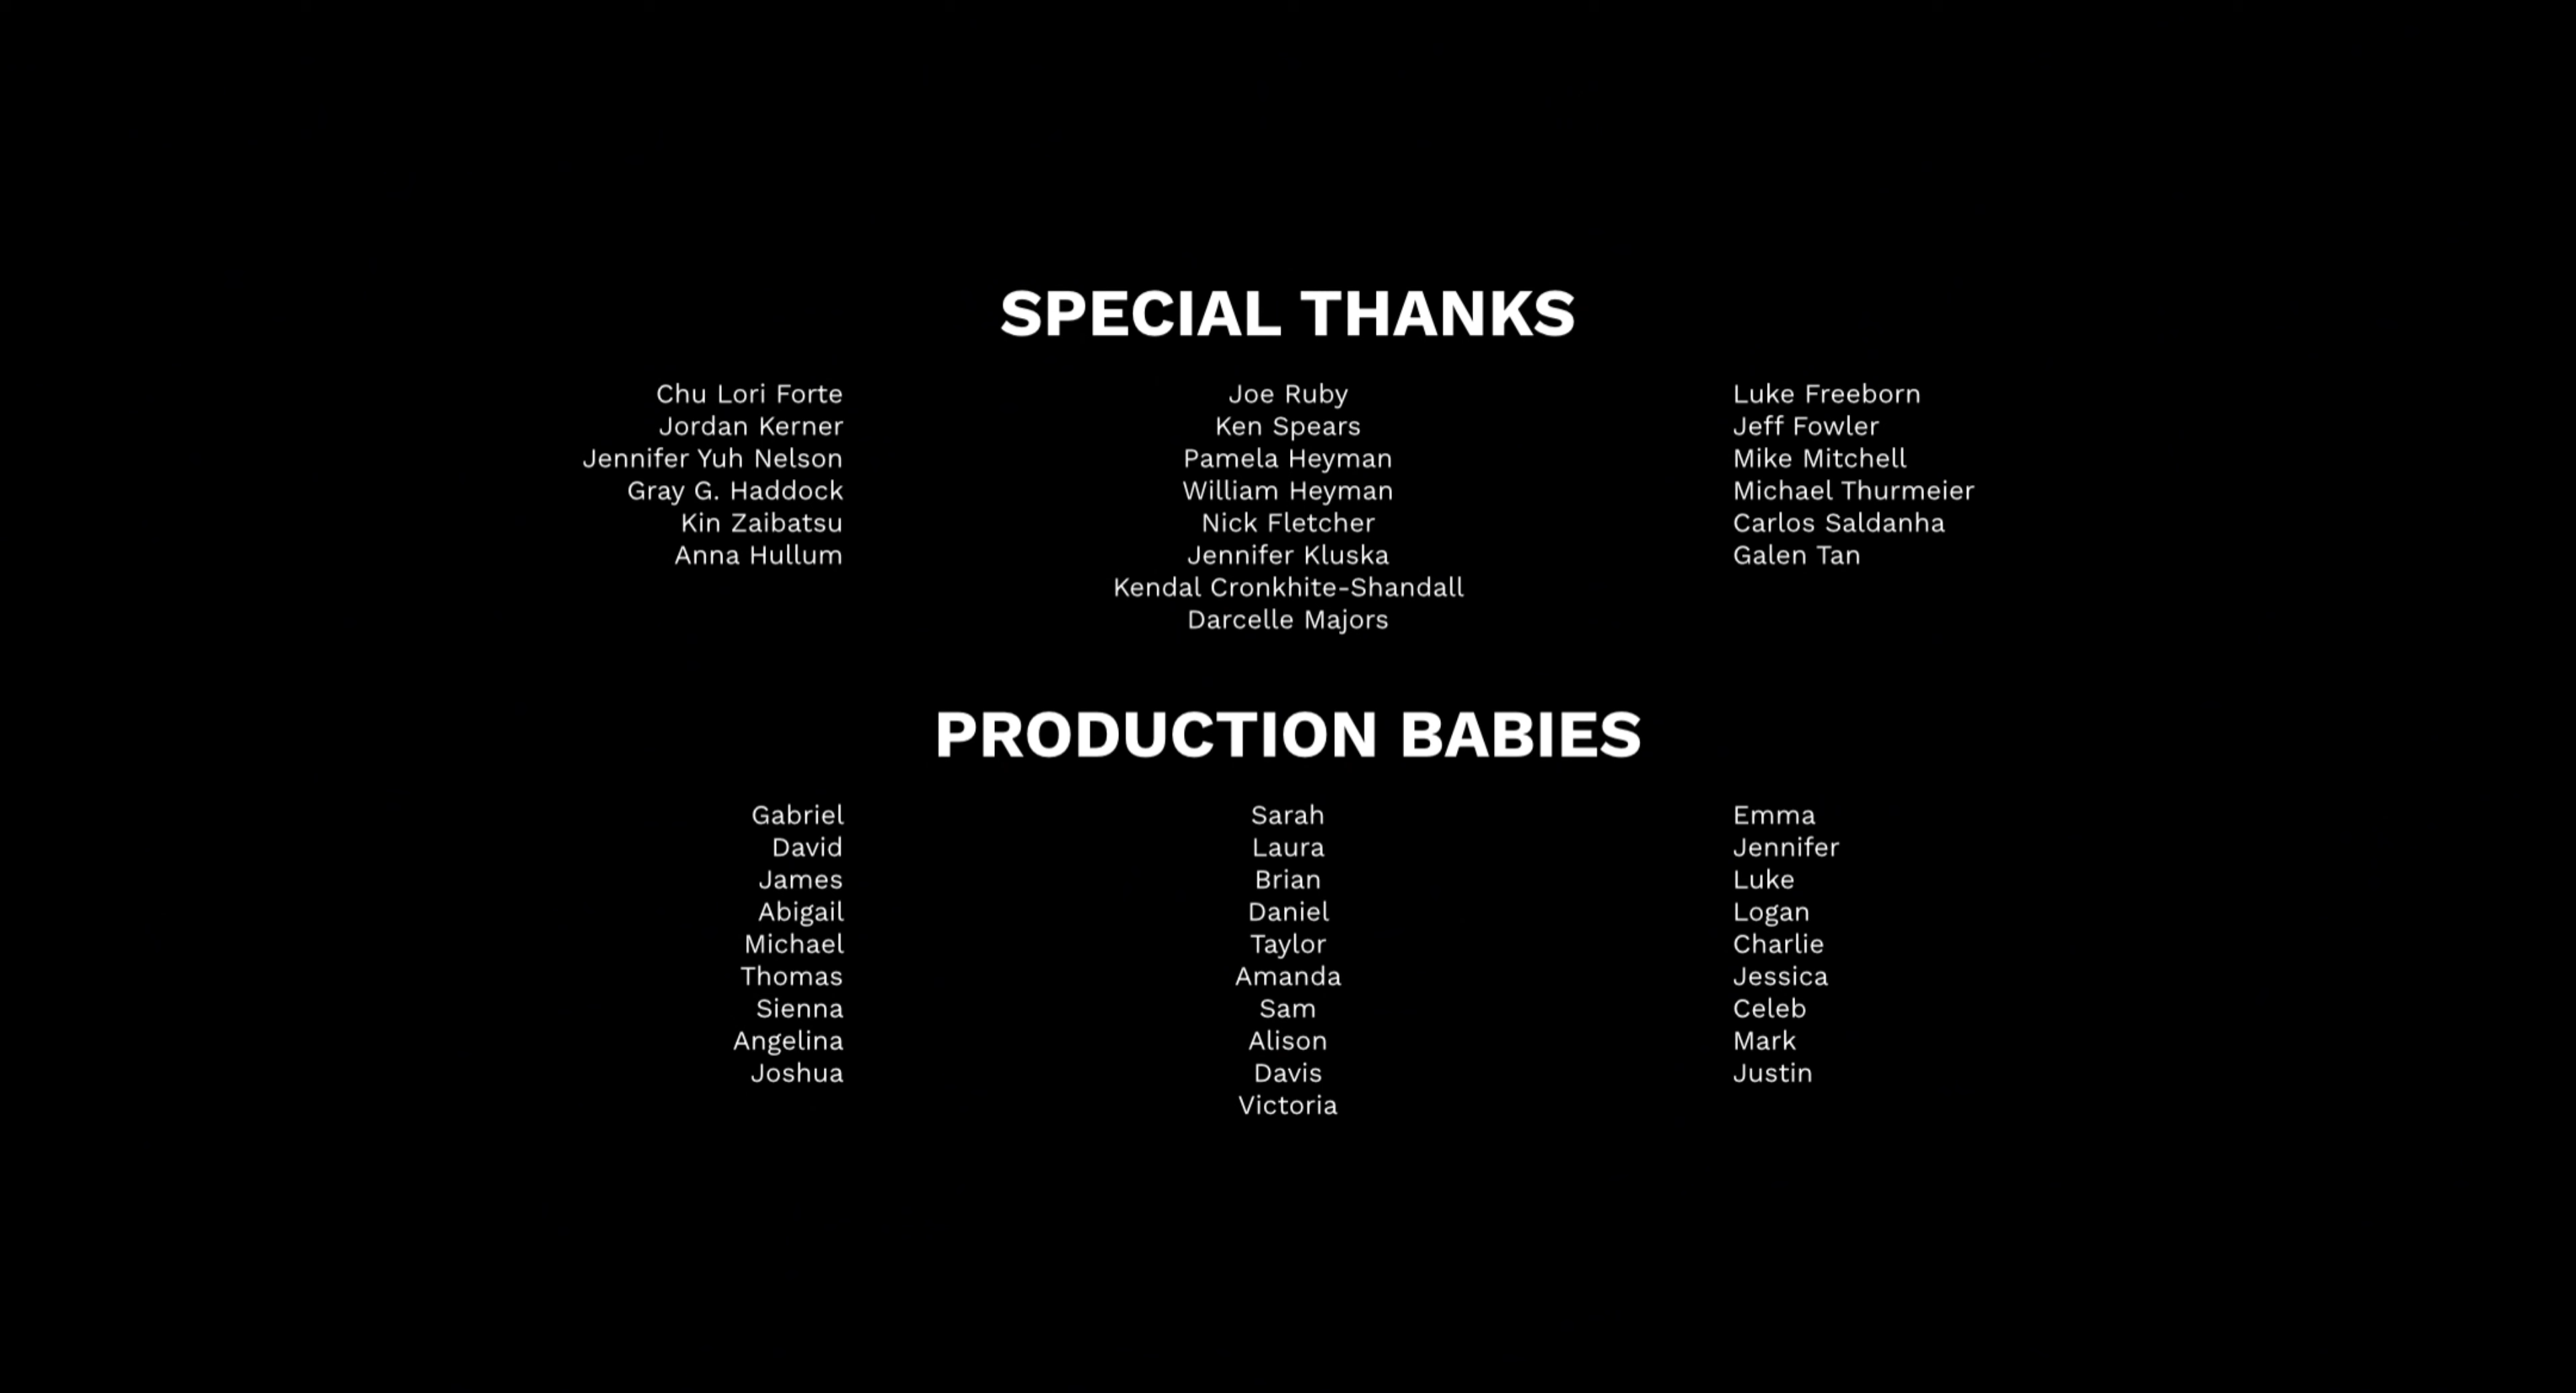 SPECIAL THANKS
Chu Lori Forte
Jordan Kerner
Jennifer Yuh Nelson
Gray G. Haddock
Kin Zaibatsu
Anna Hullum
Joe Ruby
Ken Spears
Pamela Heyman
William Heyman
Nick Fletcher
Jennifer Kluska
Kendal Cronkhite-Shandall
Darcelle Majors
Luke Freeborn
Jeff Fowler
Mike Mitchell
Michael Thurmeier
Carlos Saldanha
Galen Tan
PRODUCTION BABIES
Gabriel
David
James
Abigail
Michael
Thomas
Sienna
Angelina
Joshua
Sarah
Laura
Brian
Daniel
Taylor
Amanda
Sam
Alison
Davis
Victoria
Emma
Jennifer
Luke
Logan
Charlie
Jessica
Celeb
Mark
Justin